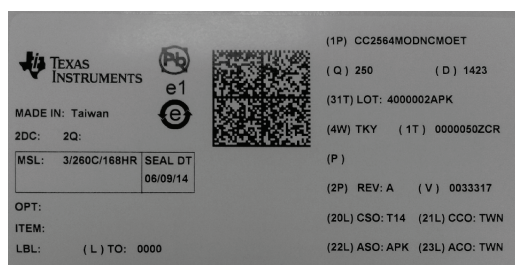 TEXAS
INSTRUMENTS
Pb
e1
e
MADE IN: Taiwan
2DC: 2Q:
MSL: 3/260C/168HR SEAL DT
06/09/14
OPT:
ITEM:
LBL: ( L ) TO: 0000
(1P) CC2564MODNCMOET
( Q ) 250 ( D ) 1423
(31T) LOT: 4000002APK
(4W) TKY ( 1T ) 0000050ZCR
(P )
(2P) REV: A ( V ) 0033317
(20L) CSO: T14 (21L) CCO: TWN
(22L) ASO: APK (23L) ACO: TWN